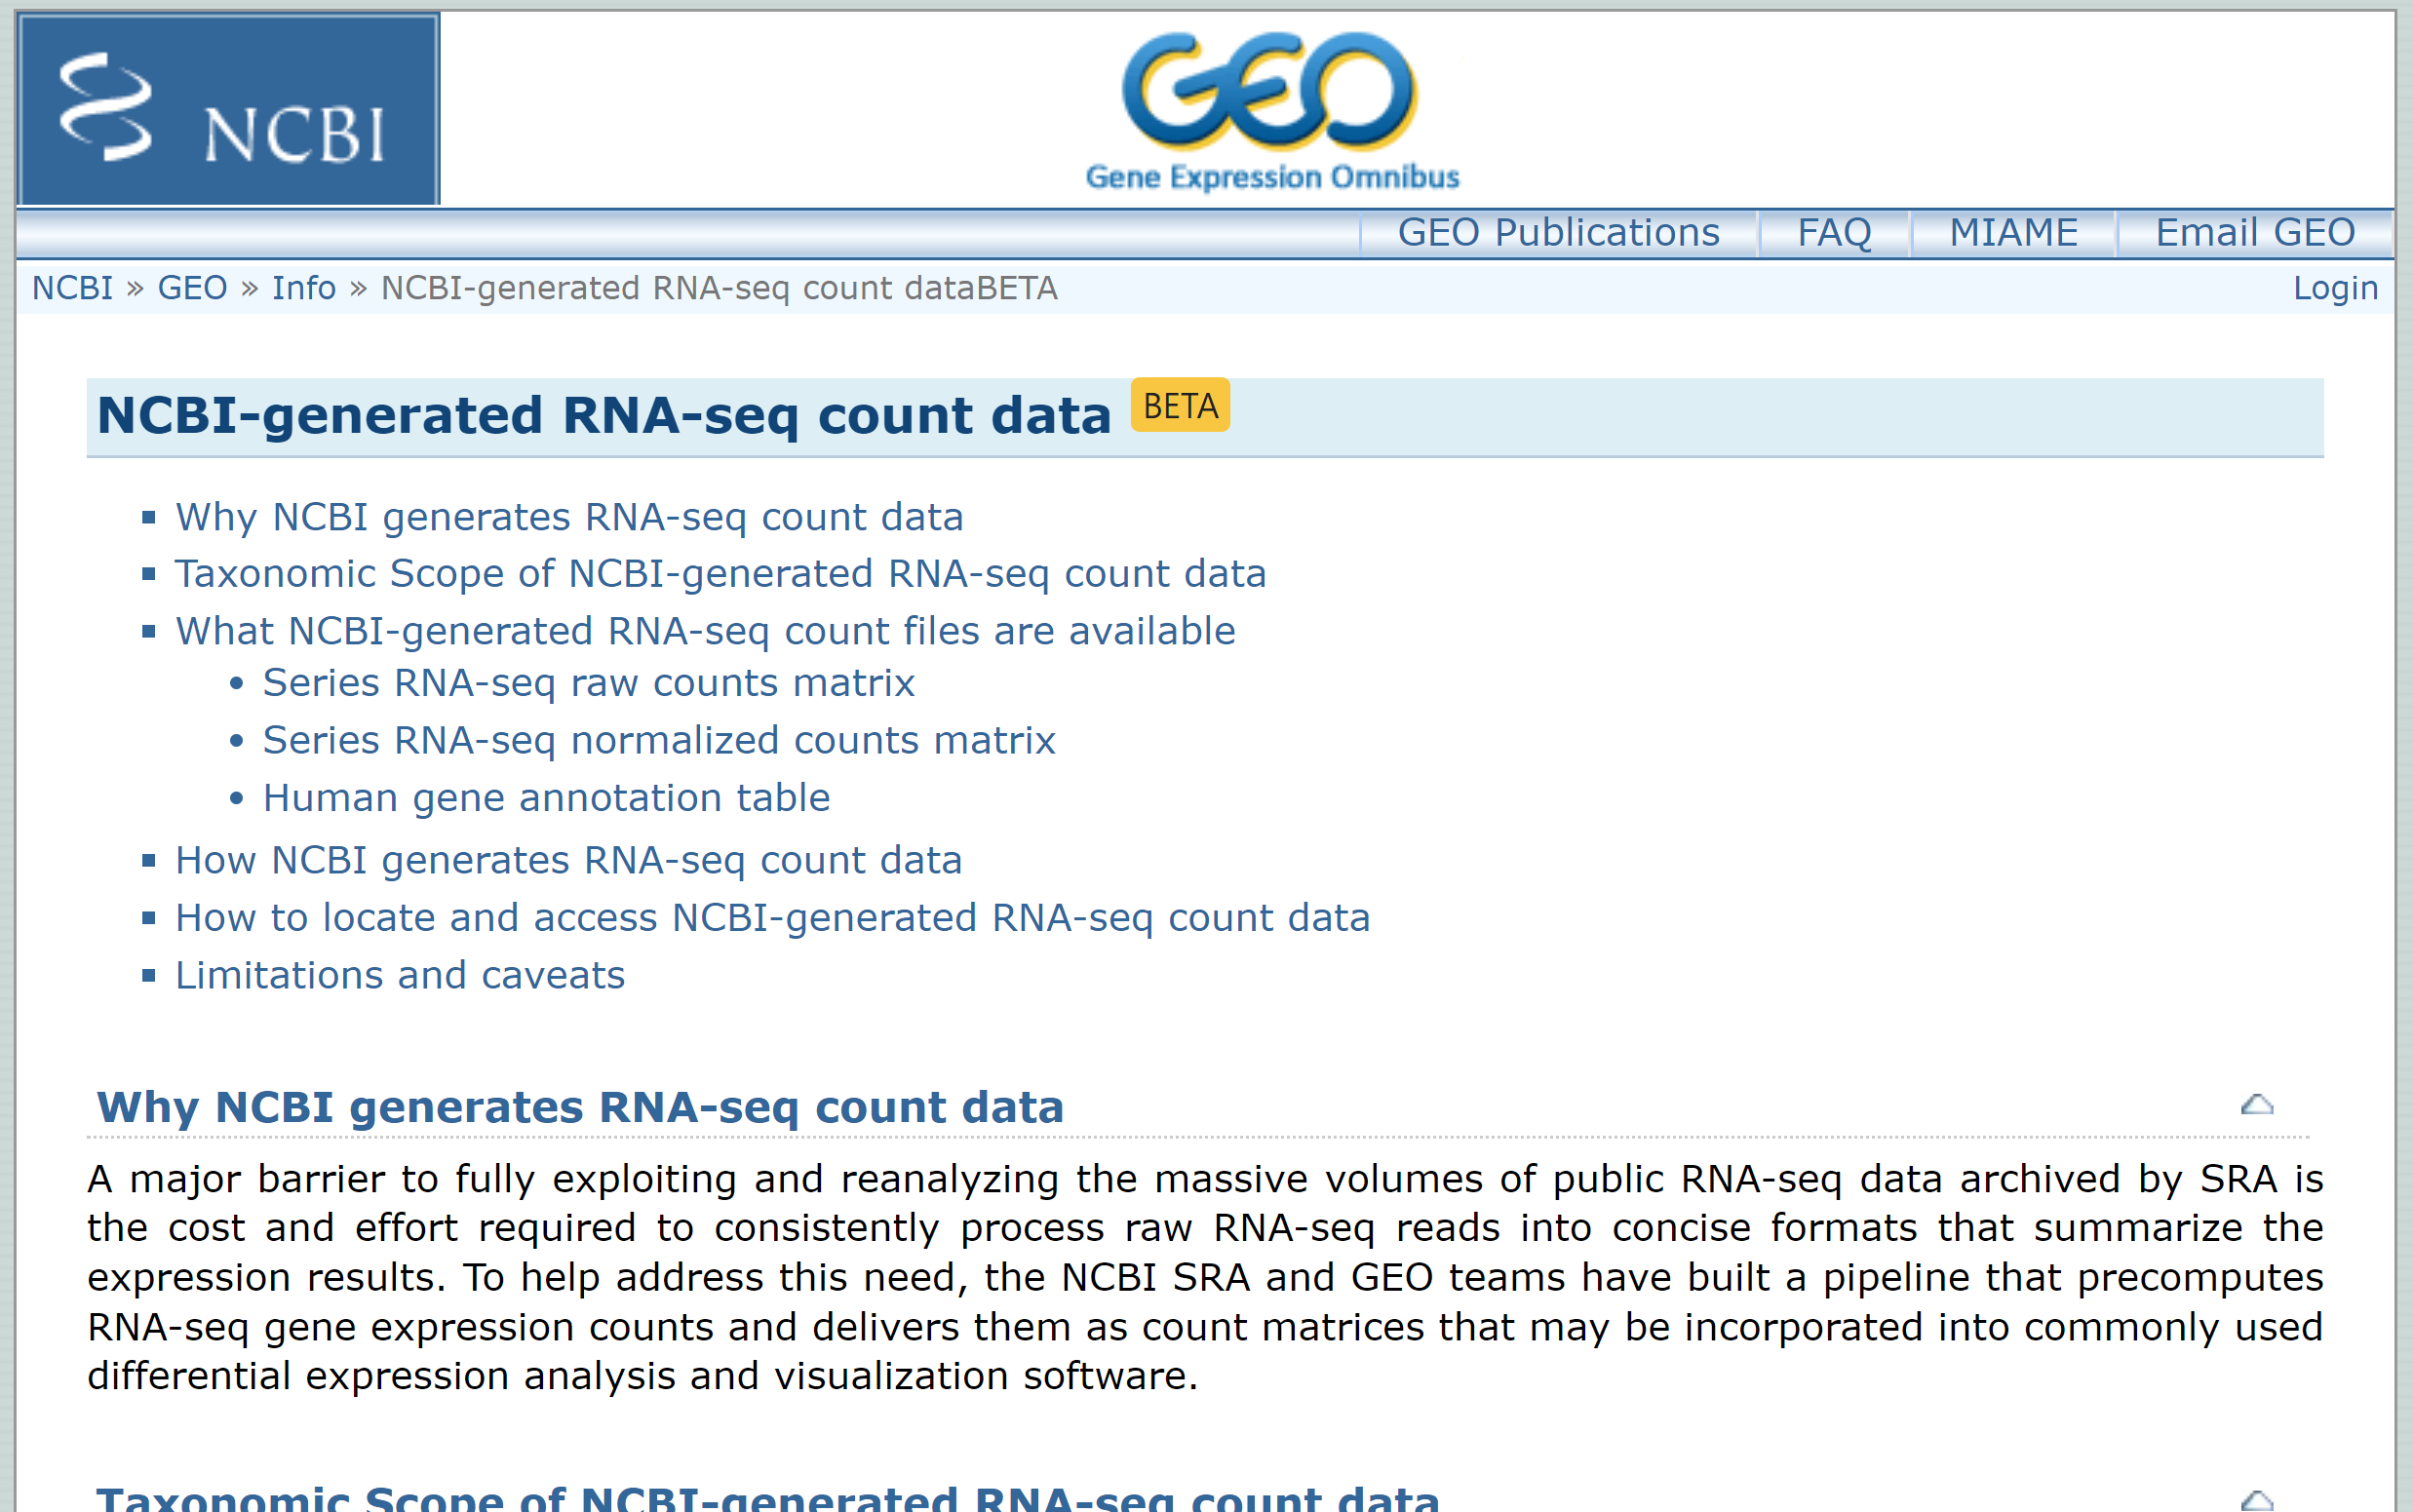 NCBI
GEO
Gene Expression Omnibus
GEO Publications FAQ MIAME Email GEO
NCBI » GEO » Info » NCBI-generated RNA-seq count dataBETA Login
NCBI-generated RNA-seq count data BETA
Why NCBI generates RNA-seq count data
Taxonomic Scope of NCBI-generated RNA-seq count data
What NCBI-generated RNA-seq count files are available
Series RNA-seq raw counts matrix
Series RNA-seq normalized counts matrix
Human gene annotation table
How NCBI generates RNA-seq count data
How to locate and access NCBI-generated RNA-seq count data
Limitations and caveats
Why NCBI generates RNA-seq count data
A major barrier to fully exploiting and reanalyzing the massive volumes of public RNA-seq data archived by SRA is
the cost and effort required to consistently process raw RNA-seq reads into concise formats that summarize the
expression results. To help address this need, the NCBI SRA and GEO teams have built a pipeline that precomputes
RNA-seq gene expression counts and delivers them as count matrices that may be incorporated into commonly used
differential expression analysis and visualization software.
Taxonomic Scope of NCBI-generated RNA-seq count data